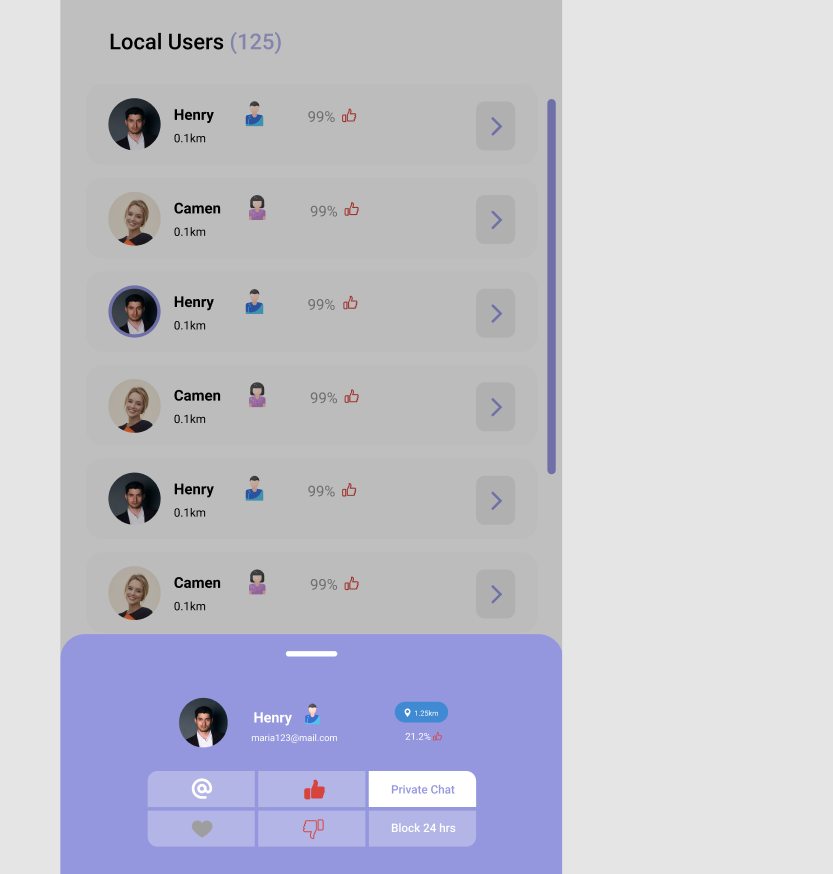 Local Users (125)
Henry
99%
0.1km
Camen
99%
0.1km
Henry
99%
0.1km
Camen
99%
0.1km
Henry
99%
0.1km
Camen
99%
0.1km
Henry
1.25km
maria123@mail.com
21.2%
@
Private Chat
Block 24 hrs